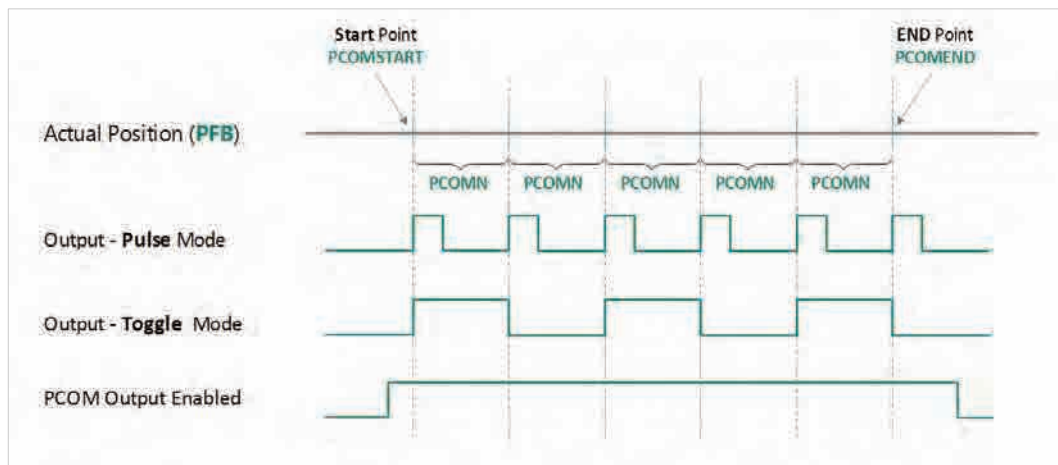 Start Point
PCOMSTART
END Point
PCOMEND
Actual Position (PFB)
PCOMN PCOMN PCOMN PCOMN PCOMN
Output - Pulse Mode
Output - Toggle Mode
PCOM Output Enabled